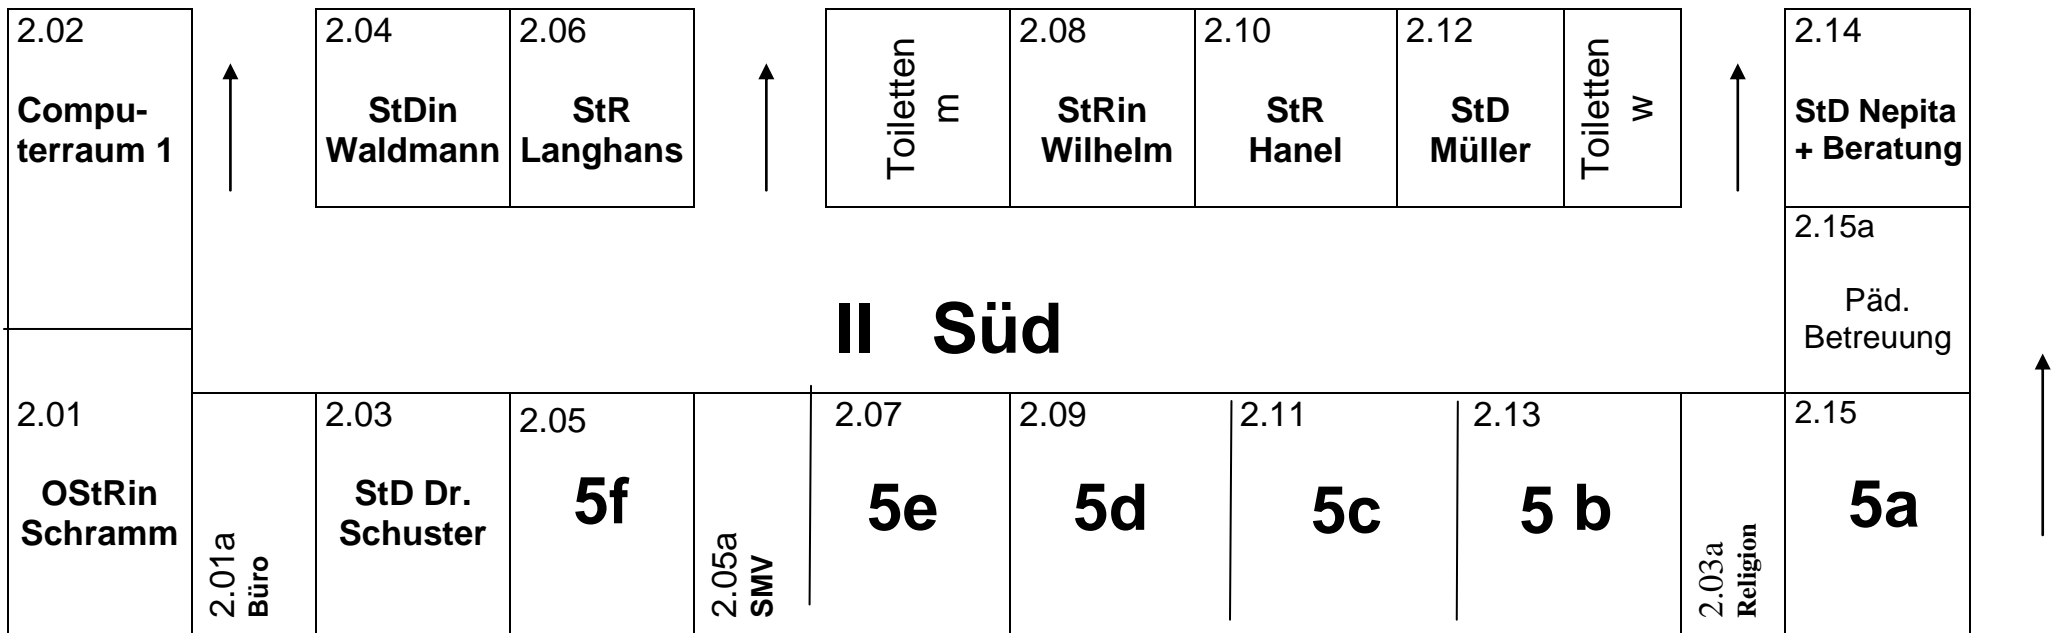 2.02
Compu-
terraum 1
2.04
StDin
Waldmann
2.06
StR
Langhans
Toiletten
m
2.08
StRin
Wilhelm
2.10
StR
Hanel
2.12
StD
Müller
Toiletten
w
2.14
StD Nepita
+ Beratung
2.15a
Päd.
Betreuung
II Süd
2.01
OStRin
Schramm
2.01a
Büro
2.03
StD Dr.
Schuster
2.05
5f
2.05a
SMV
2.07
5e
2.09
5d
2.11
5c
2.13
5 b
2.03a
Religion
2.15
5a